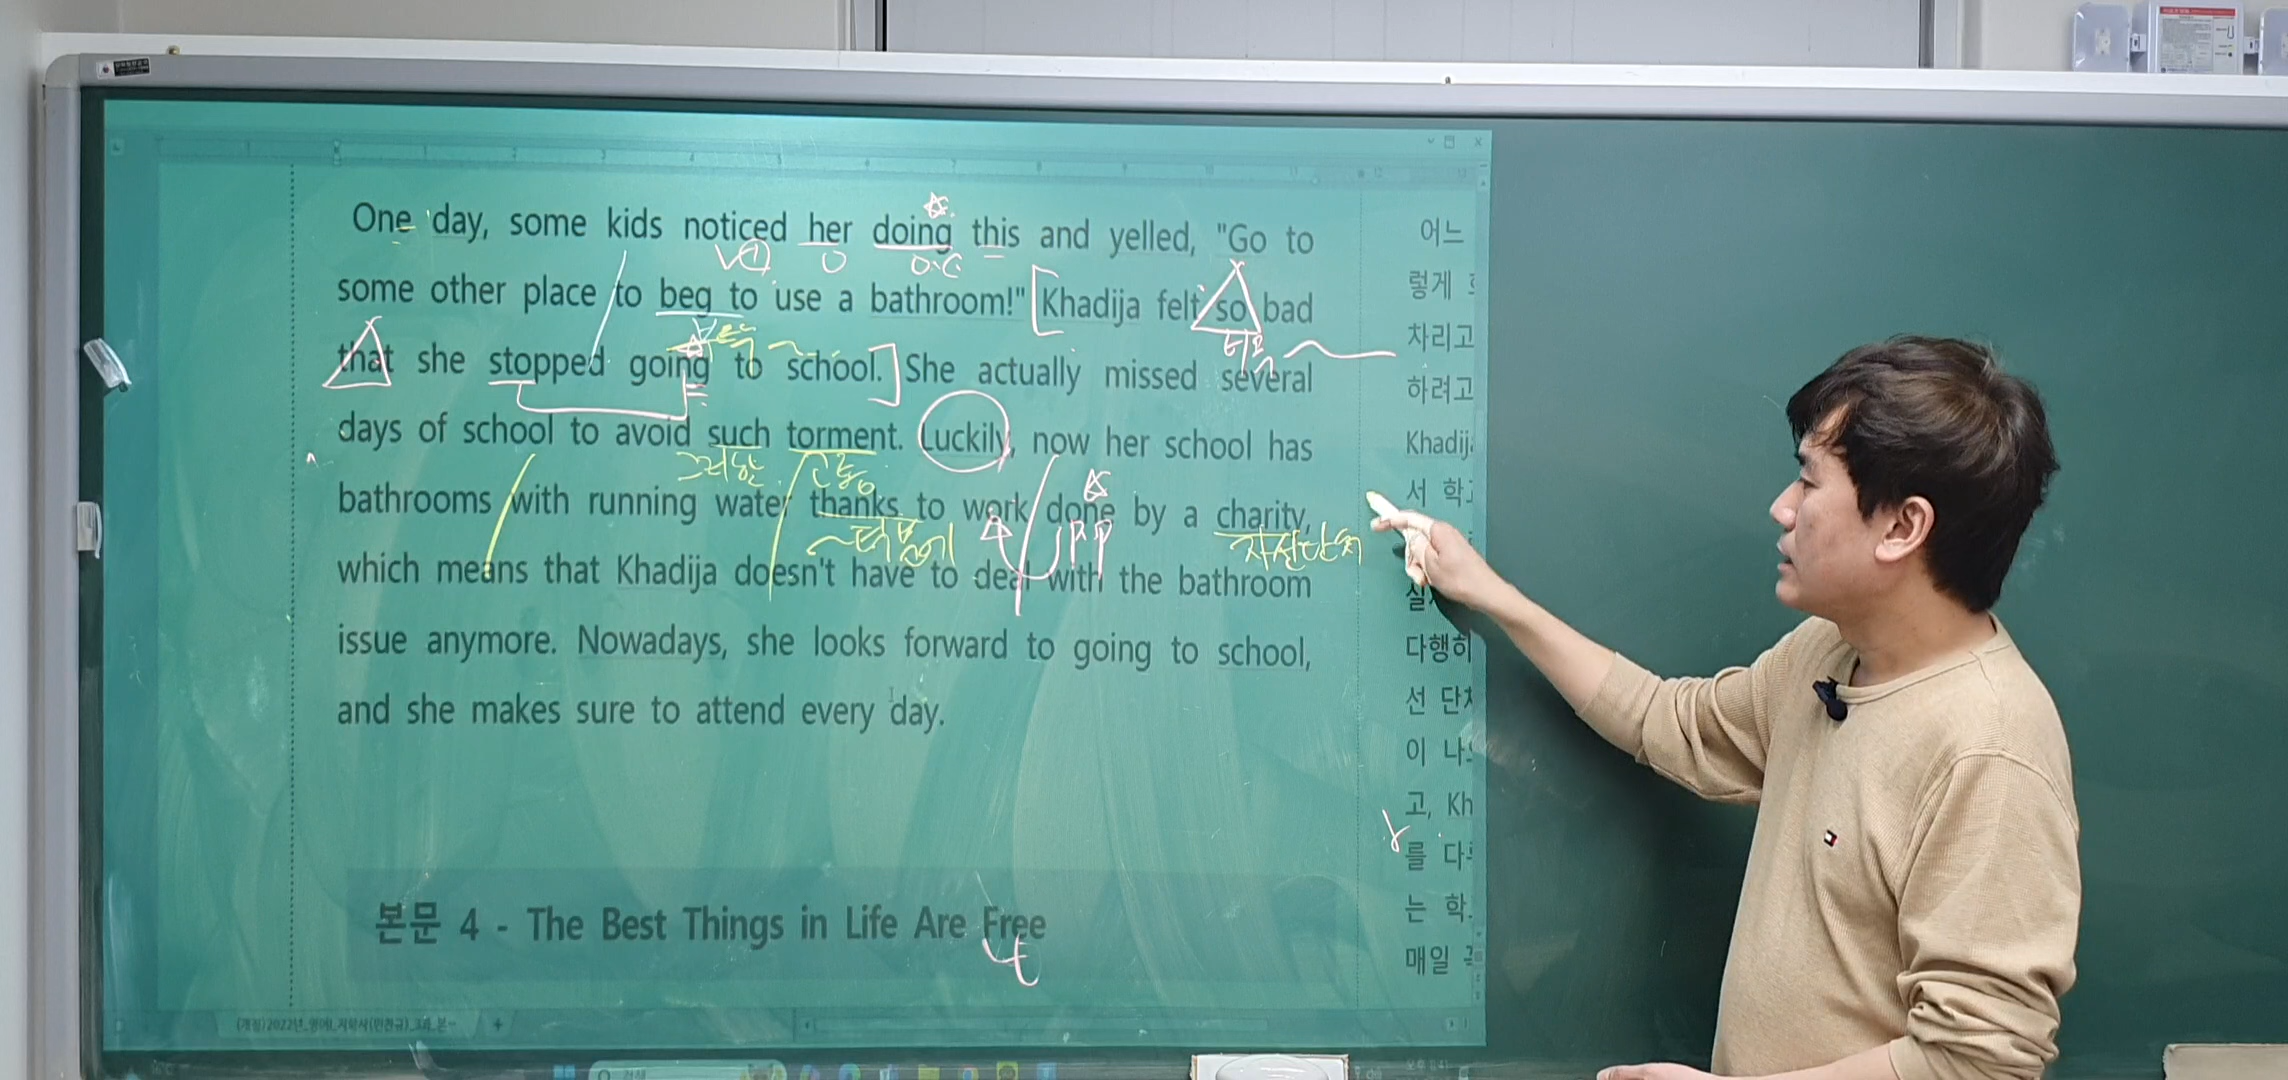 One day, some kids noticed her doing this and yelled, "Go to
V① O O.C
some other place to beg to use a bathroom!" Khadija felt so bad
that she stopped going to school. She actually missed several
days of school to avoid such torment. Luckily, now her school has
그러한 고통
bathrooms with running water thanks to work done by a charity,
~덕분에 pp 자선단체
which means that Khadija doesn't have to deal with the bathroom
issue anymore. Nowadays, she looks forward to going to school,
and she makes sure to attend every day.
본문 4 - The Best Things in Life Are Free
어느
렇게
차리고
하려고
Khadij
서 학
다행히
선 단
이 나
고, Kh
를 다
는 학
매일
검색